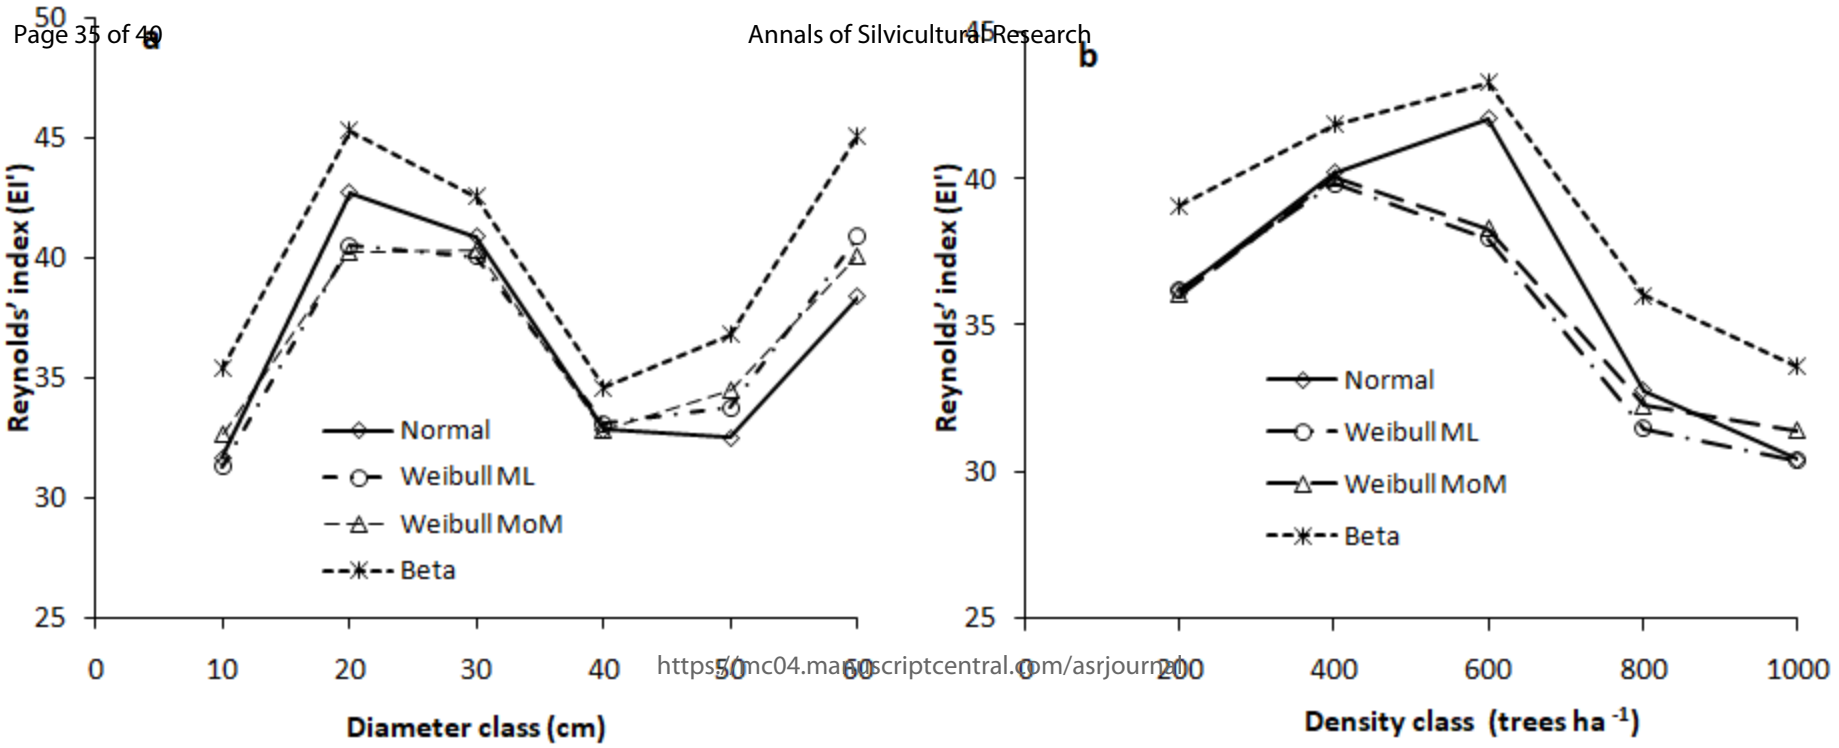 Page 35 of 40
Annals of Silvicultural Research
a
50
45
40
35
30
25
0
10
20
30
40
50
60
Reynolds' index (EI')
Diameter class (cm)
Normal
Weibull ML
Weibull MoM
Beta
b
45
40
35
30
25
0
200
400
600
800
1000
Reynolds' index (EI')
Density class (trees ha -1)
Normal
Weibull ML
Weibull MoM
Beta
https://mc04.manuscriptcentral.com/asrjournal